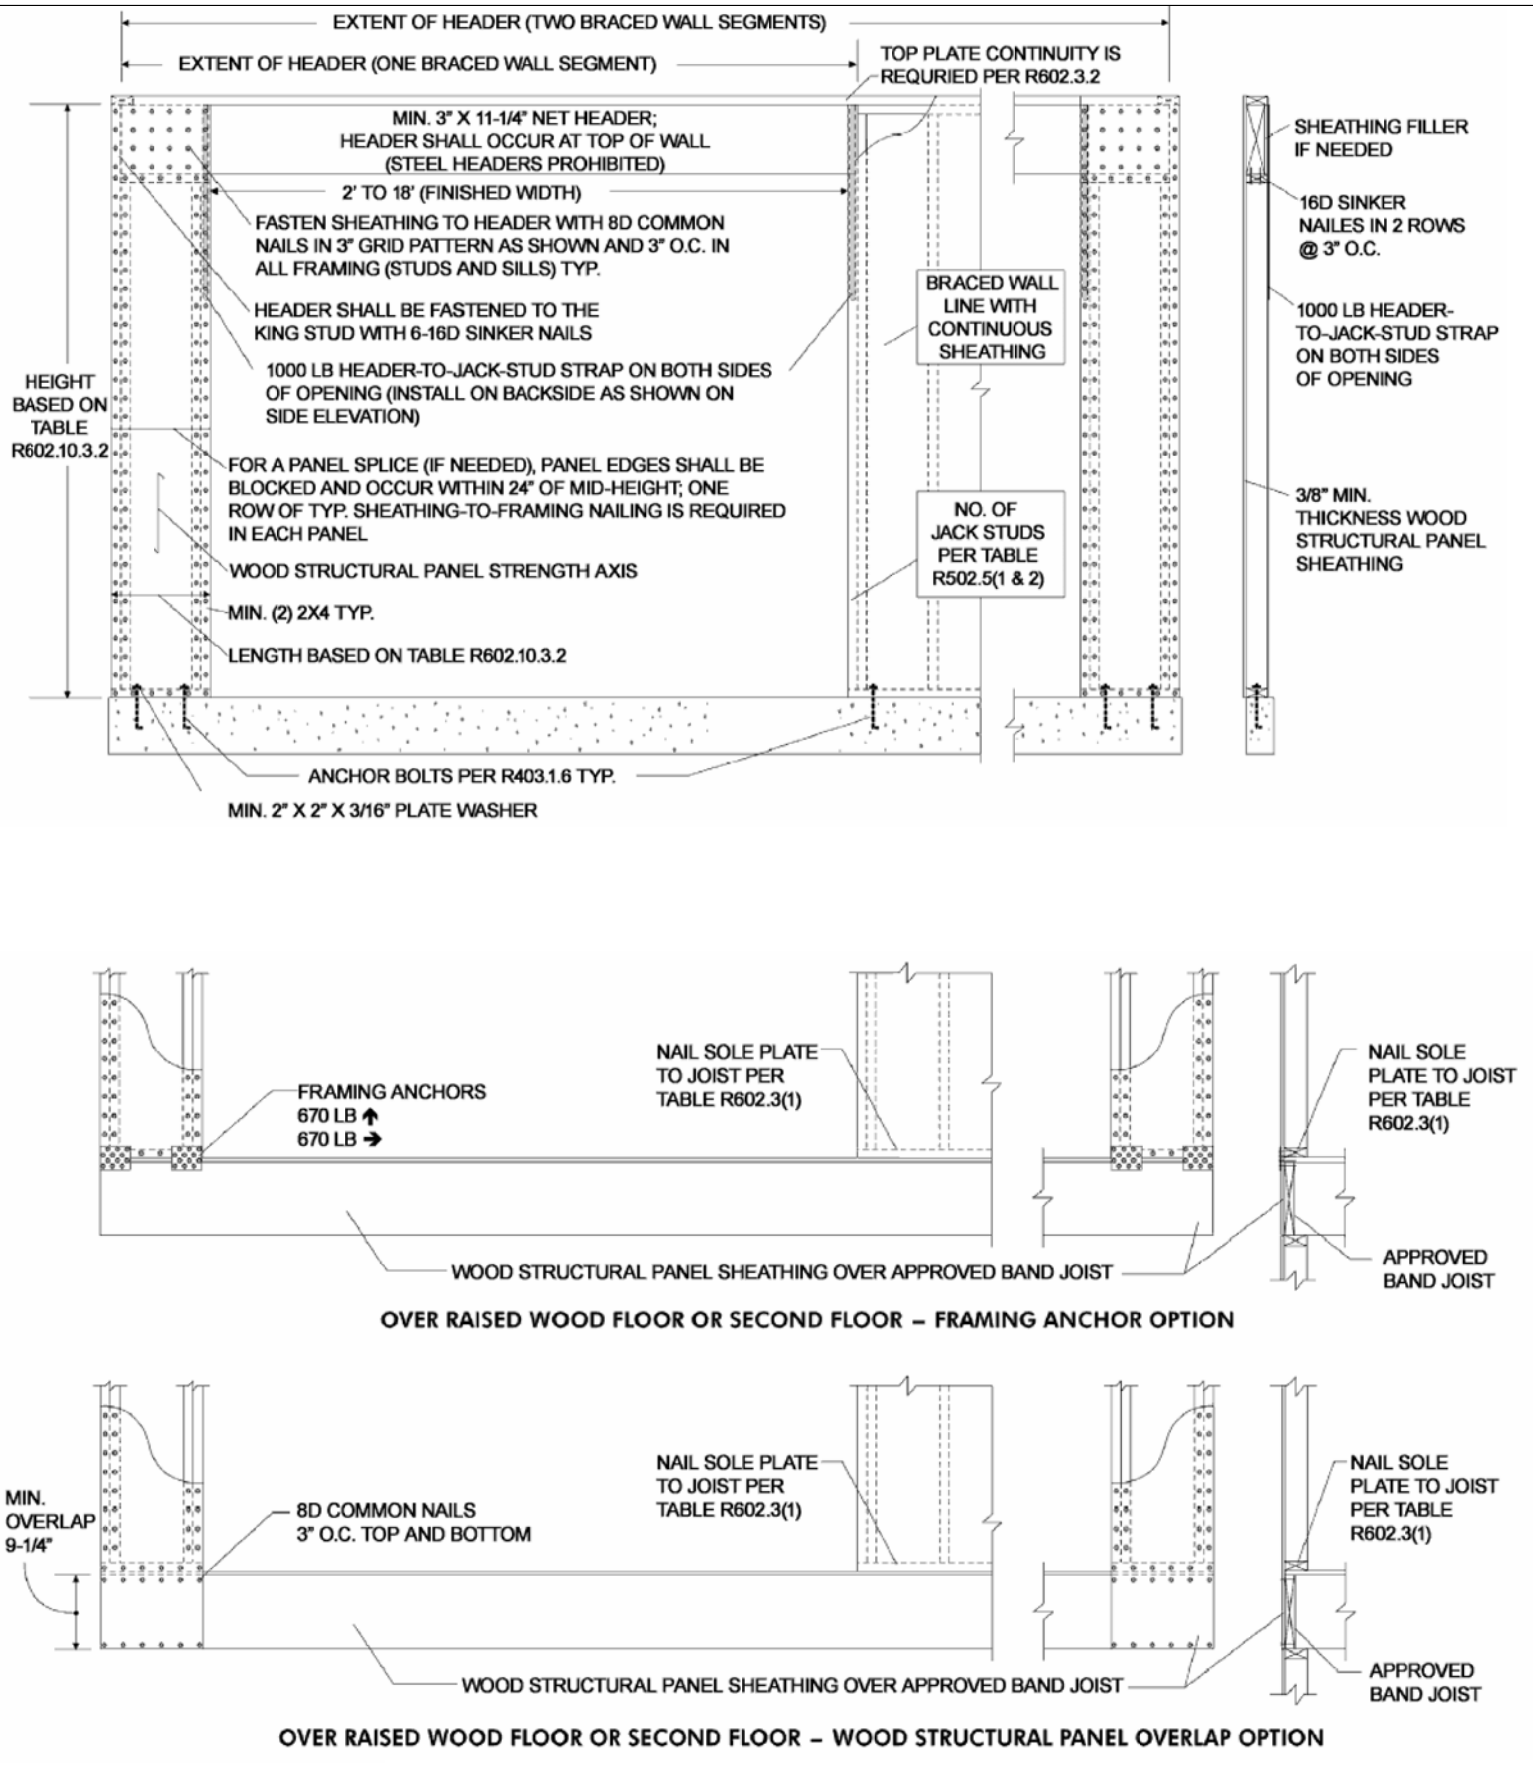 EXTENT OF HEADER (TWO BRACED WALL SEGMENTS)
EXTENT OF HEADER (ONE BRACED WALL SEGMENT)
TOP PLATE CONTINUITY IS
REQURIED PER R602.3.2
MIN. 3" X 11-1/4" NET HEADER;
HEADER SHALL OCCUR AT TOP OF WALL
(STEEL HEADERS PROHIBITED)
2' TO 18' (FINISHED WIDTH)
FASTEN SHEATHING TO HEADER WITH 8D COMMON
NAILS IN 3" GRID PATTERN AS SHOWN AND 3" O.C. IN
ALL FRAMING (STUDS AND SILLS) TYP.
HEADER SHALL BE FASTENED TO THE
KING STUD WITH 6-16D SINKER NAILS
1000 LB HEADER-TO-JACK-STUD STRAP ON BOTH SIDES
OF OPENING (INSTALL ON BACKSIDE AS SHOWN ON
SIDE ELEVATION)
HEIGHT
BASED ON
TABLE
R602.10.3.2
FOR A PANEL SPLICE (IF NEEDED), PANEL EDGES SHALL BE
BLOCKED AND OCCUR WITHIN 24" OF MID-HEIGHT; ONE
ROW OF TYP. SHEATHING-TO-FRAMING NAILING IS REQUIRED
IN EACH PANEL
WOOD STRUCTURAL PANEL STRENGTH AXIS
MIN. (2) 2X4 TYP.
LENGTH BASED ON TABLE R602.10.3.2
BRACED WALL
LINE WITH
CONTINUOUS
SHEATHING
NO. OF
JACK STUDS
PER TABLE
R502.5(1 & 2)
SHEATHING FILLER
IF NEEDED
16D SINKER
NAILES IN 2 ROWS
@ 3" O.C.
1000 LB HEADER-
TO-JACK-STUD STRAP
ON BOTH SIDES
OF OPENING
3/8" MIN.
THICKNESS WOOD
STRUCTURAL PANEL
SHEATHING
ANCHOR BOLTS PER R403.1.6 TYP.
MIN. 2" X 2" X 3/16" PLATE WASHER
FRAMING ANCHORS
670 LB ↑
670 LB →
NAIL SOLE PLATE
TO JOIST PER
TABLE R602.3(1)
NAIL SOLE
PLATE TO JOIST
PER TABLE
R602.3(1)
WOOD STRUCTURAL PANEL SHEATHING OVER APPROVED BAND JOIST
APPROVED
BAND JOIST
OVER RAISED WOOD FLOOR OR SECOND FLOOR – FRAMING ANCHOR OPTION
MIN.
OVERLAP
9-1/4"
8D COMMON NAILS
3" O.C. TOP AND BOTTOM
NAIL SOLE PLATE
TO JOIST PER
TABLE R602.3(1)
NAIL SOLE
PLATE TO JOIST
PER TABLE
R602.3(1)
WOOD STRUCTURAL PANEL SHEATHING OVER APPROVED BAND JOIST
APPROVED
BAND JOIST
OVER RAISED WOOD FLOOR OR SECOND FLOOR – WOOD STRUCTURAL PANEL OVERLAP OPTION